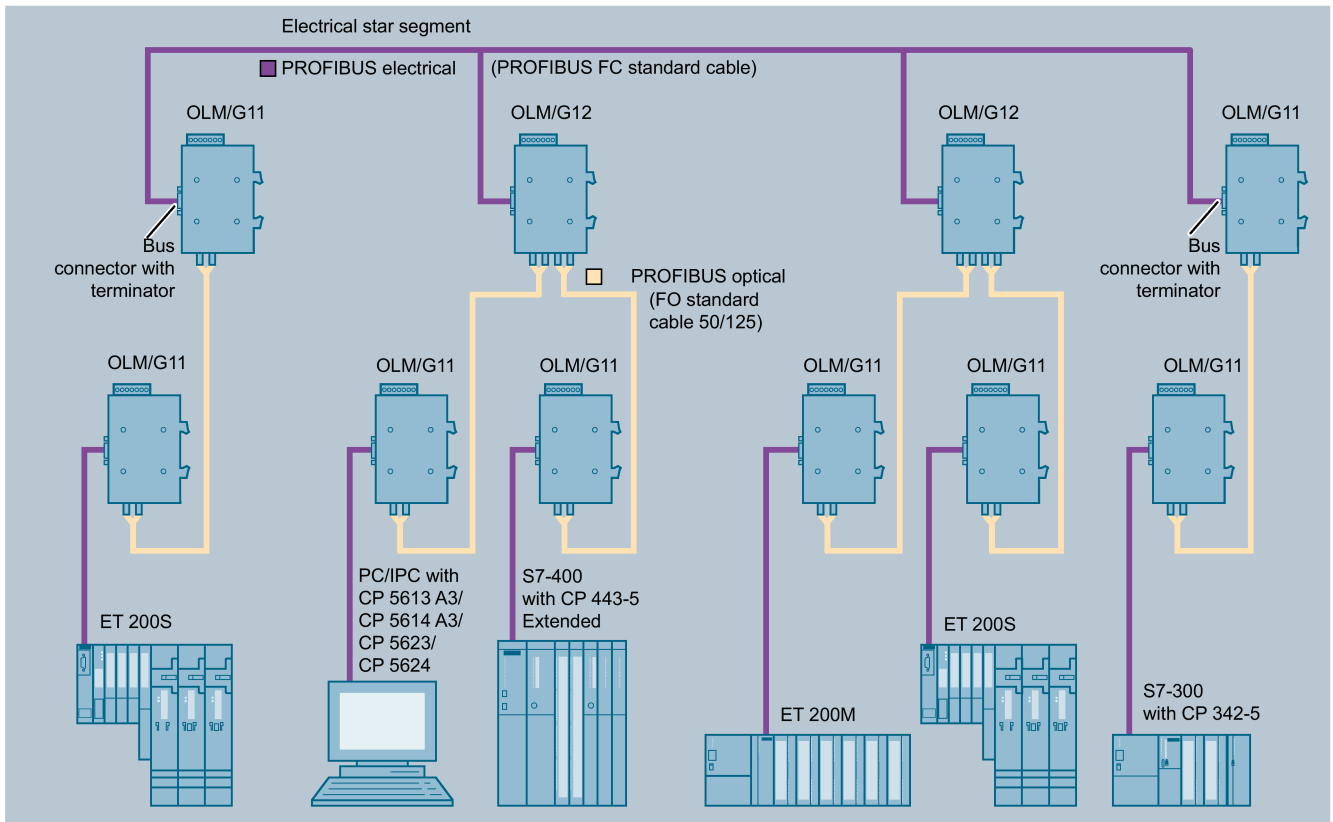 Electrical star segment
PROFIBUS electrical
(PROFIBUS FC standard cable)
OLM/G11
OLM/G12
OLM/G12
OLM/G11
Bus
connector with
terminator
PROFIBUS optical
(FO standard
cable 50/125)
Bus
connector with
terminator
OLM/G11
OLM/G11
OLM/G11
OLM/G11
OLM/G11
OLM/G11
ET 200S
PC/IPC with
CP 5613 A3/
CP 5614 A3/
CP 5623/
CP 5624
S7-400
with CP 443-5
Extended
ET 200M
ET 200S
S7-300
with CP 342-5